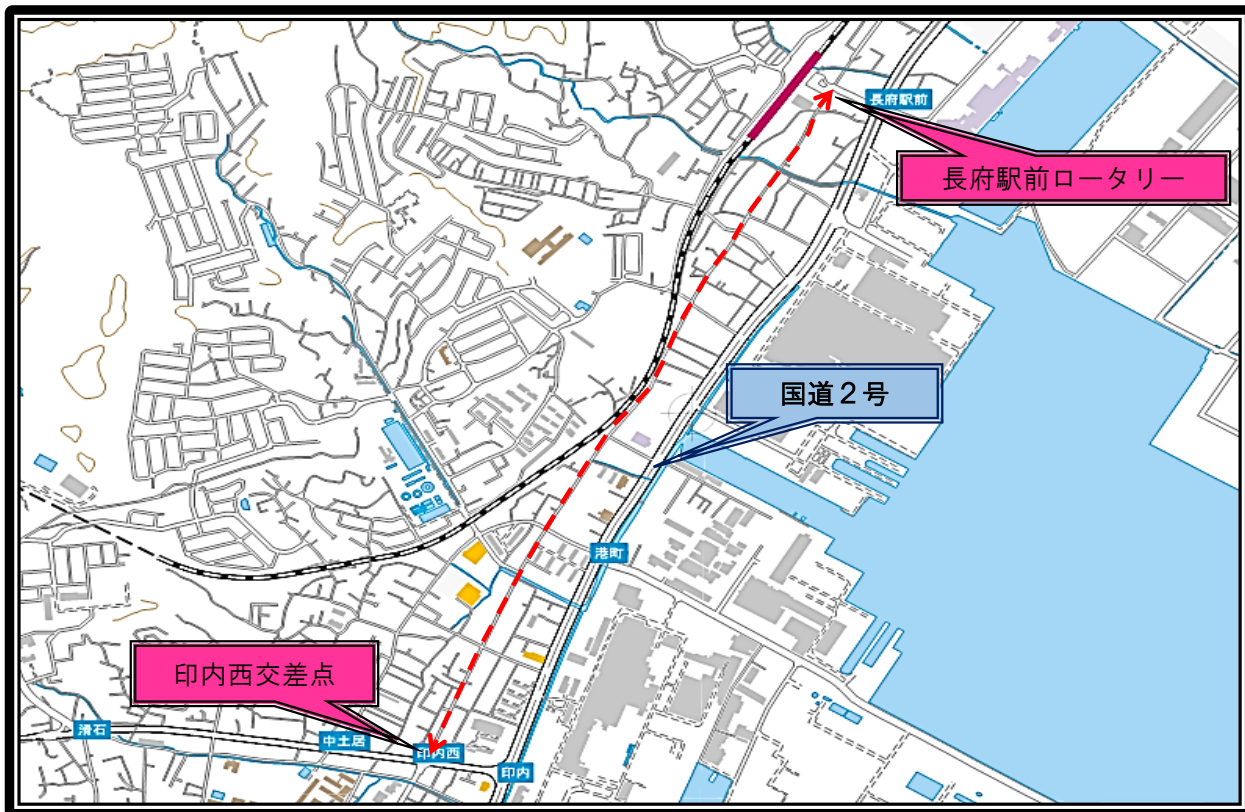 長府駅前
長府駅前ロータリー
国道２号
港町
印内西交差点
滑石
中土居
印内西
印内